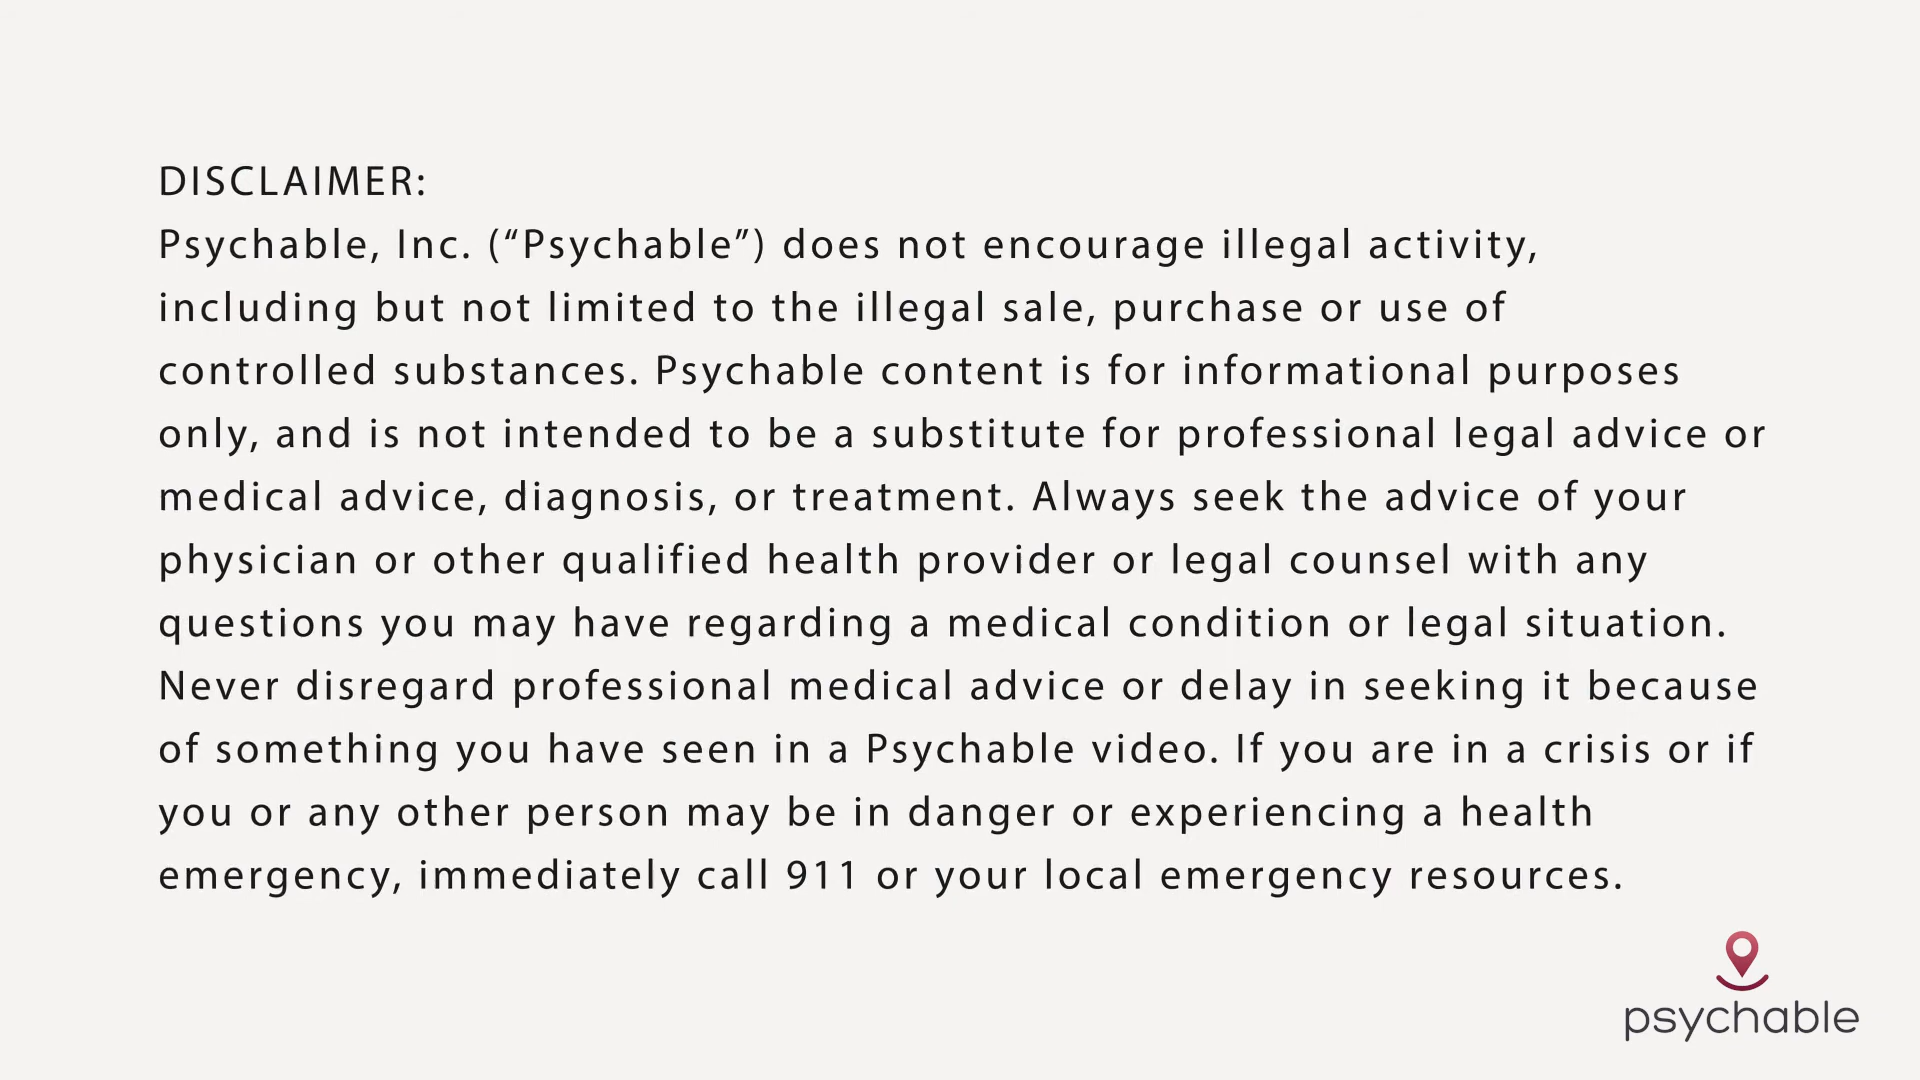 DISCLAIMER:
Psychable, Inc. (“Psychable”) does not encourage illegal activity,
including but not limited to the illegal sale, purchase or use of
controlled substances. Psychable content is for informational purposes
only, and is not intended to be a substitute for professional legal advice or
medical advice, diagnosis, or treatment. Always seek the advice of your
physician or other qualified health provider or legal counsel with any
questions you may have regarding a medical condition or legal situation.
Never disregard professional medical advice or delay in seeking it because
of something you have seen in a Psychable video. If you are in a crisis or if
you or any other person may be in danger or experiencing a health
emergency, immediately call 911 or your local emergency resources.
psychable